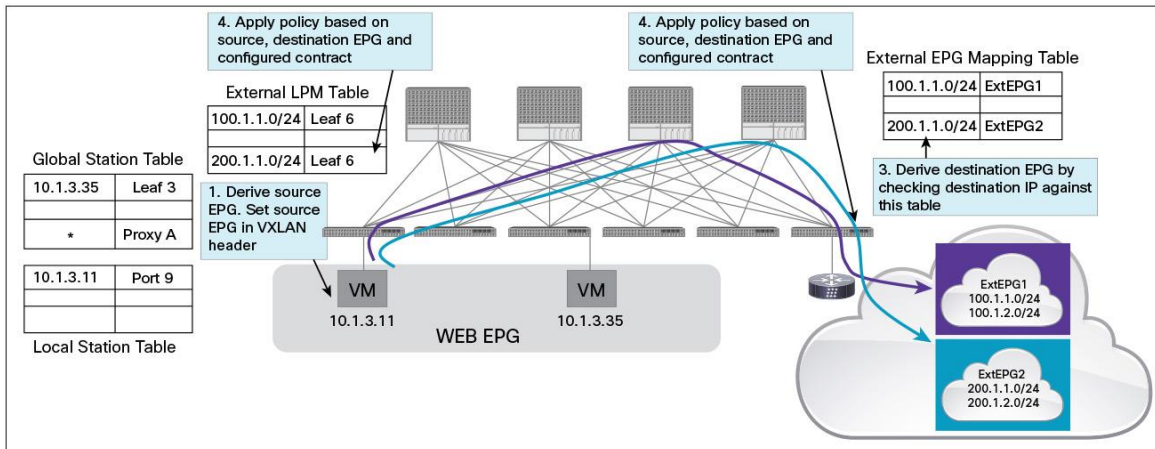 4. Apply policy based on
source, destination EPG and
configured contract
4. Apply policy based on
source, destination EPG and
configured contract
External EPG Mapping Table
100.1.1.0/24 ExtEPG1
200.1.1.0/24 ExtEPG2
External LPM Table
100.1.1.0/24 Leaf 6
200.1.1.0/24 Leaf 6
Global Station Table
10.1.3.35 Leaf 3
* Proxy A
10.1.3.11 Port 9
Local Station Table
1. Derive source
EPG. Set source
EPG in VXLAN
header
3. Derive destination EPG by
checking destination IP against
this table
VM
10.1.3.11
VM
10.1.3.35
WEB EPG
ExtEPG1
100.1.1.0/24
100.1.2.0/24
ExtEPG2
200.1.1.0/24
200.1.2.0/24